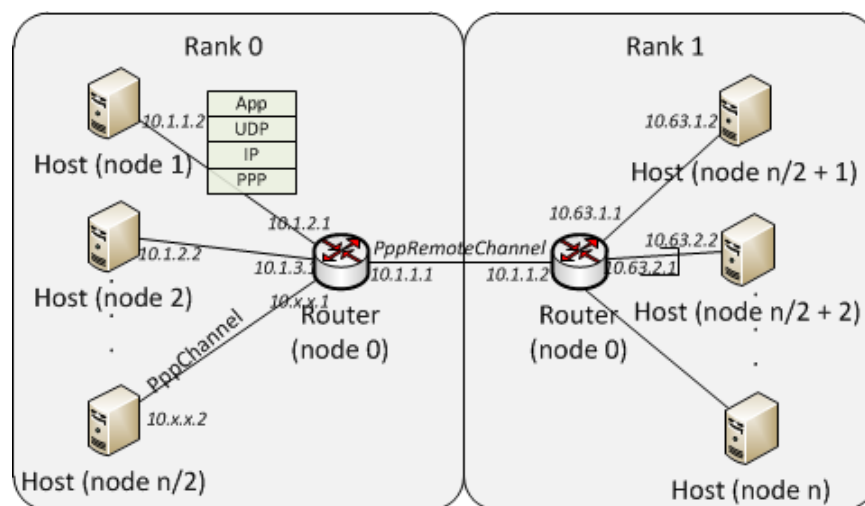 Rank 0
Rank 1
10.1.1.2
App
UDP
IP
PPP
Host (node 1)
10.1.2.1
10.1.2.2
10.1.3.1
Host (node 2)
10.x.x.1
.
.
PppChannel
10.x.x.2
Host (node n/2)
Router
(node 0)
10.1.1.1
PppRemoteChannel
10.1.1.2
Router
(node 0)
10.63.1.2
Host (node n/2 + 1)
10.63.1.1
10.63.2.2
10.63.2.1
Host (node n/2 + 2)
.
.
Host (node n)